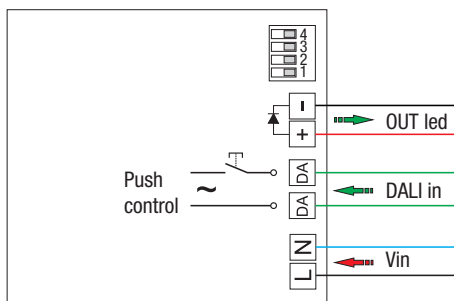 4
3
2
1
−
+
OUT led
DA
DA
DALI in
Push
control
~
N
L
Vin